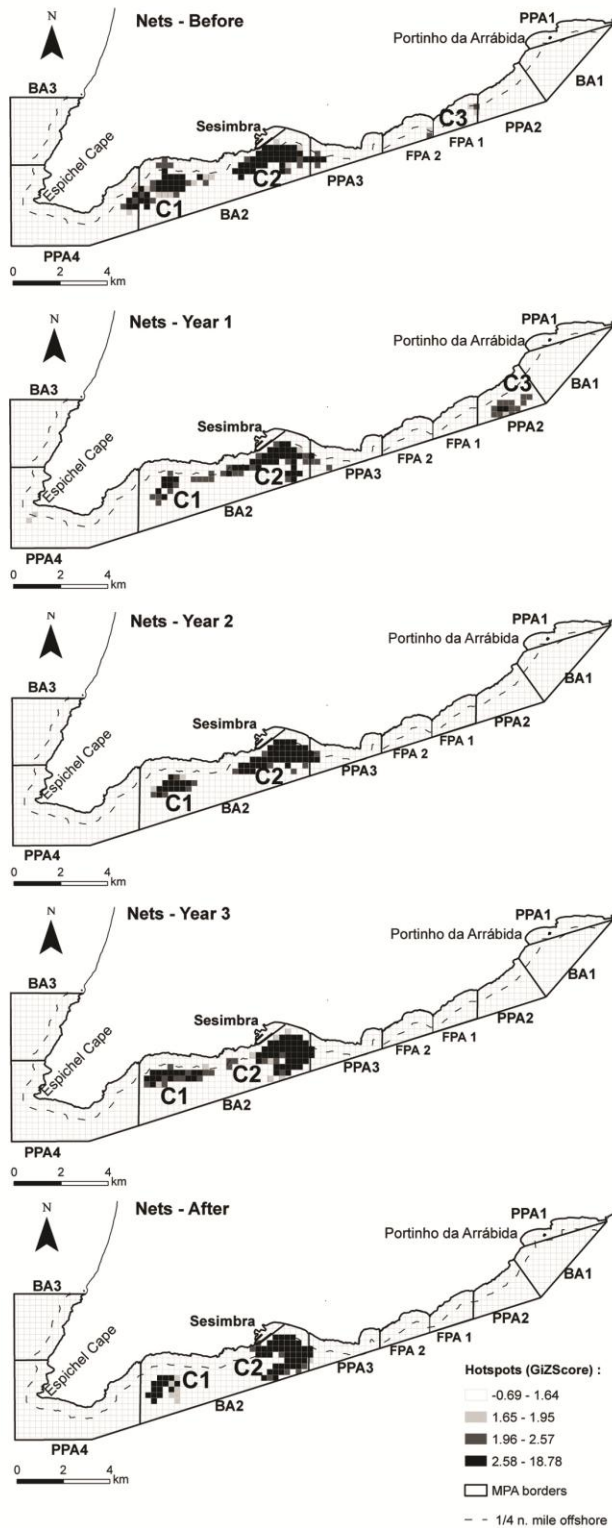 Nets - Before
N
PPA1
Portinho da Arrábida
BA3
BA1
C3
Sesimbra
PPA2
FPA 1
FPA 2
Espichel Cape
C2
PPA3
C1
BA2
PPA4
0 2 4
km
Nets - Year 1
N
PPA1
Portinho da Arrábida
BA3
C3
BA1
Sesimbra
PPA2
FPA 1
FPA 2
Espichel Cape
C2
PPA3
C1
BA2
PPA4
0 2 4
km
Nets - Year 2
N
PPA1
Portinho da Arrábida
BA3
BA1
Sesimbra
PPA2
FPA 1
FPA 2
Espichel Cape
C2
PPA3
C1
BA2
PPA4
0 2 4
km
Nets - Year 3
N
PPA1
Portinho da Arrábida
BA3
BA1
Sesimbra
PPA2
FPA 1
FPA 2
Espichel Cape
C2
PPA3
C1
BA2
PPA4
0 2 4
km
Nets - After
N
PPA1
Portinho da Arrábida
BA3
BA1
Sesimbra
PPA2
FPA 1
FPA 2
Espichel Cape
C2
PPA3
C1
BA2
PPA4
0 2 4
km
Hotspots (GiZScore) :
-0.69 - 1.64
1.65 - 1.95
1.96 - 2.57
2.58 - 18.78
MPA borders
1/4 n. mile offshore